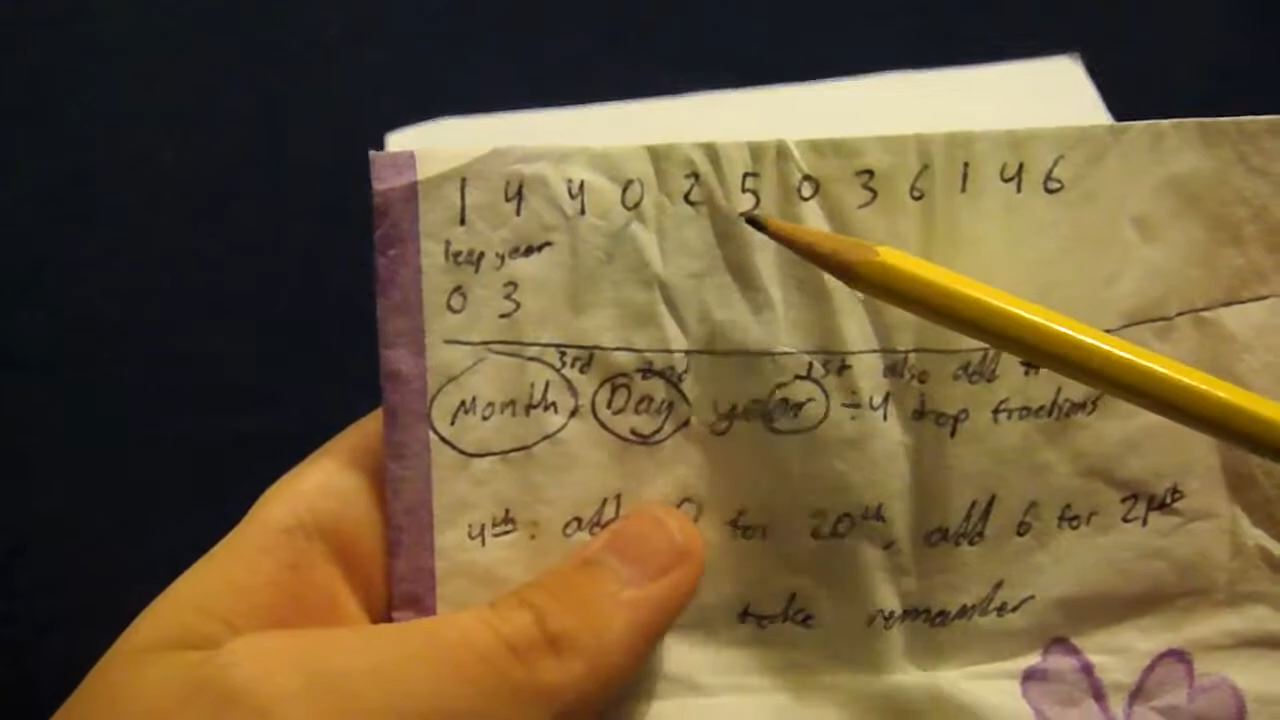 1 4 4 0 2 5 0 3 6 1 4 6
leap year
0 3
3rd 2nd 1st also add
Month Day year ÷4 drop fractions
4th: add 0 for 20th, add 6 for 21st
take remainder